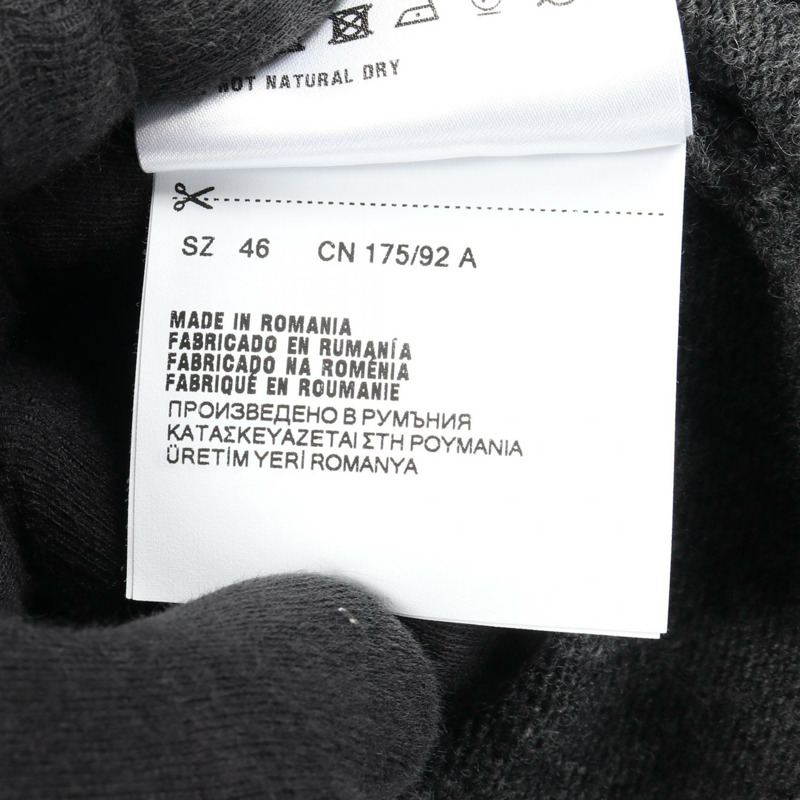 NOT NATURAL DRY
SZ 46 CN 175/92 A
MADE IN ROMANIA
FABRICADO EN RUMANÍA
FABRICADO NA ROMÉNIA
FABRIQUÉ EN ROUMANIE
ПРОИЗВЕДЕНО В РУМЪНИЯ
ΚΑΤΑΣΚΕΥΑΖΕΤΑΙ ΣΤΗ ΡΟΥΜΑΝΙΑ
ÜRETİM YERİ ROMANYA